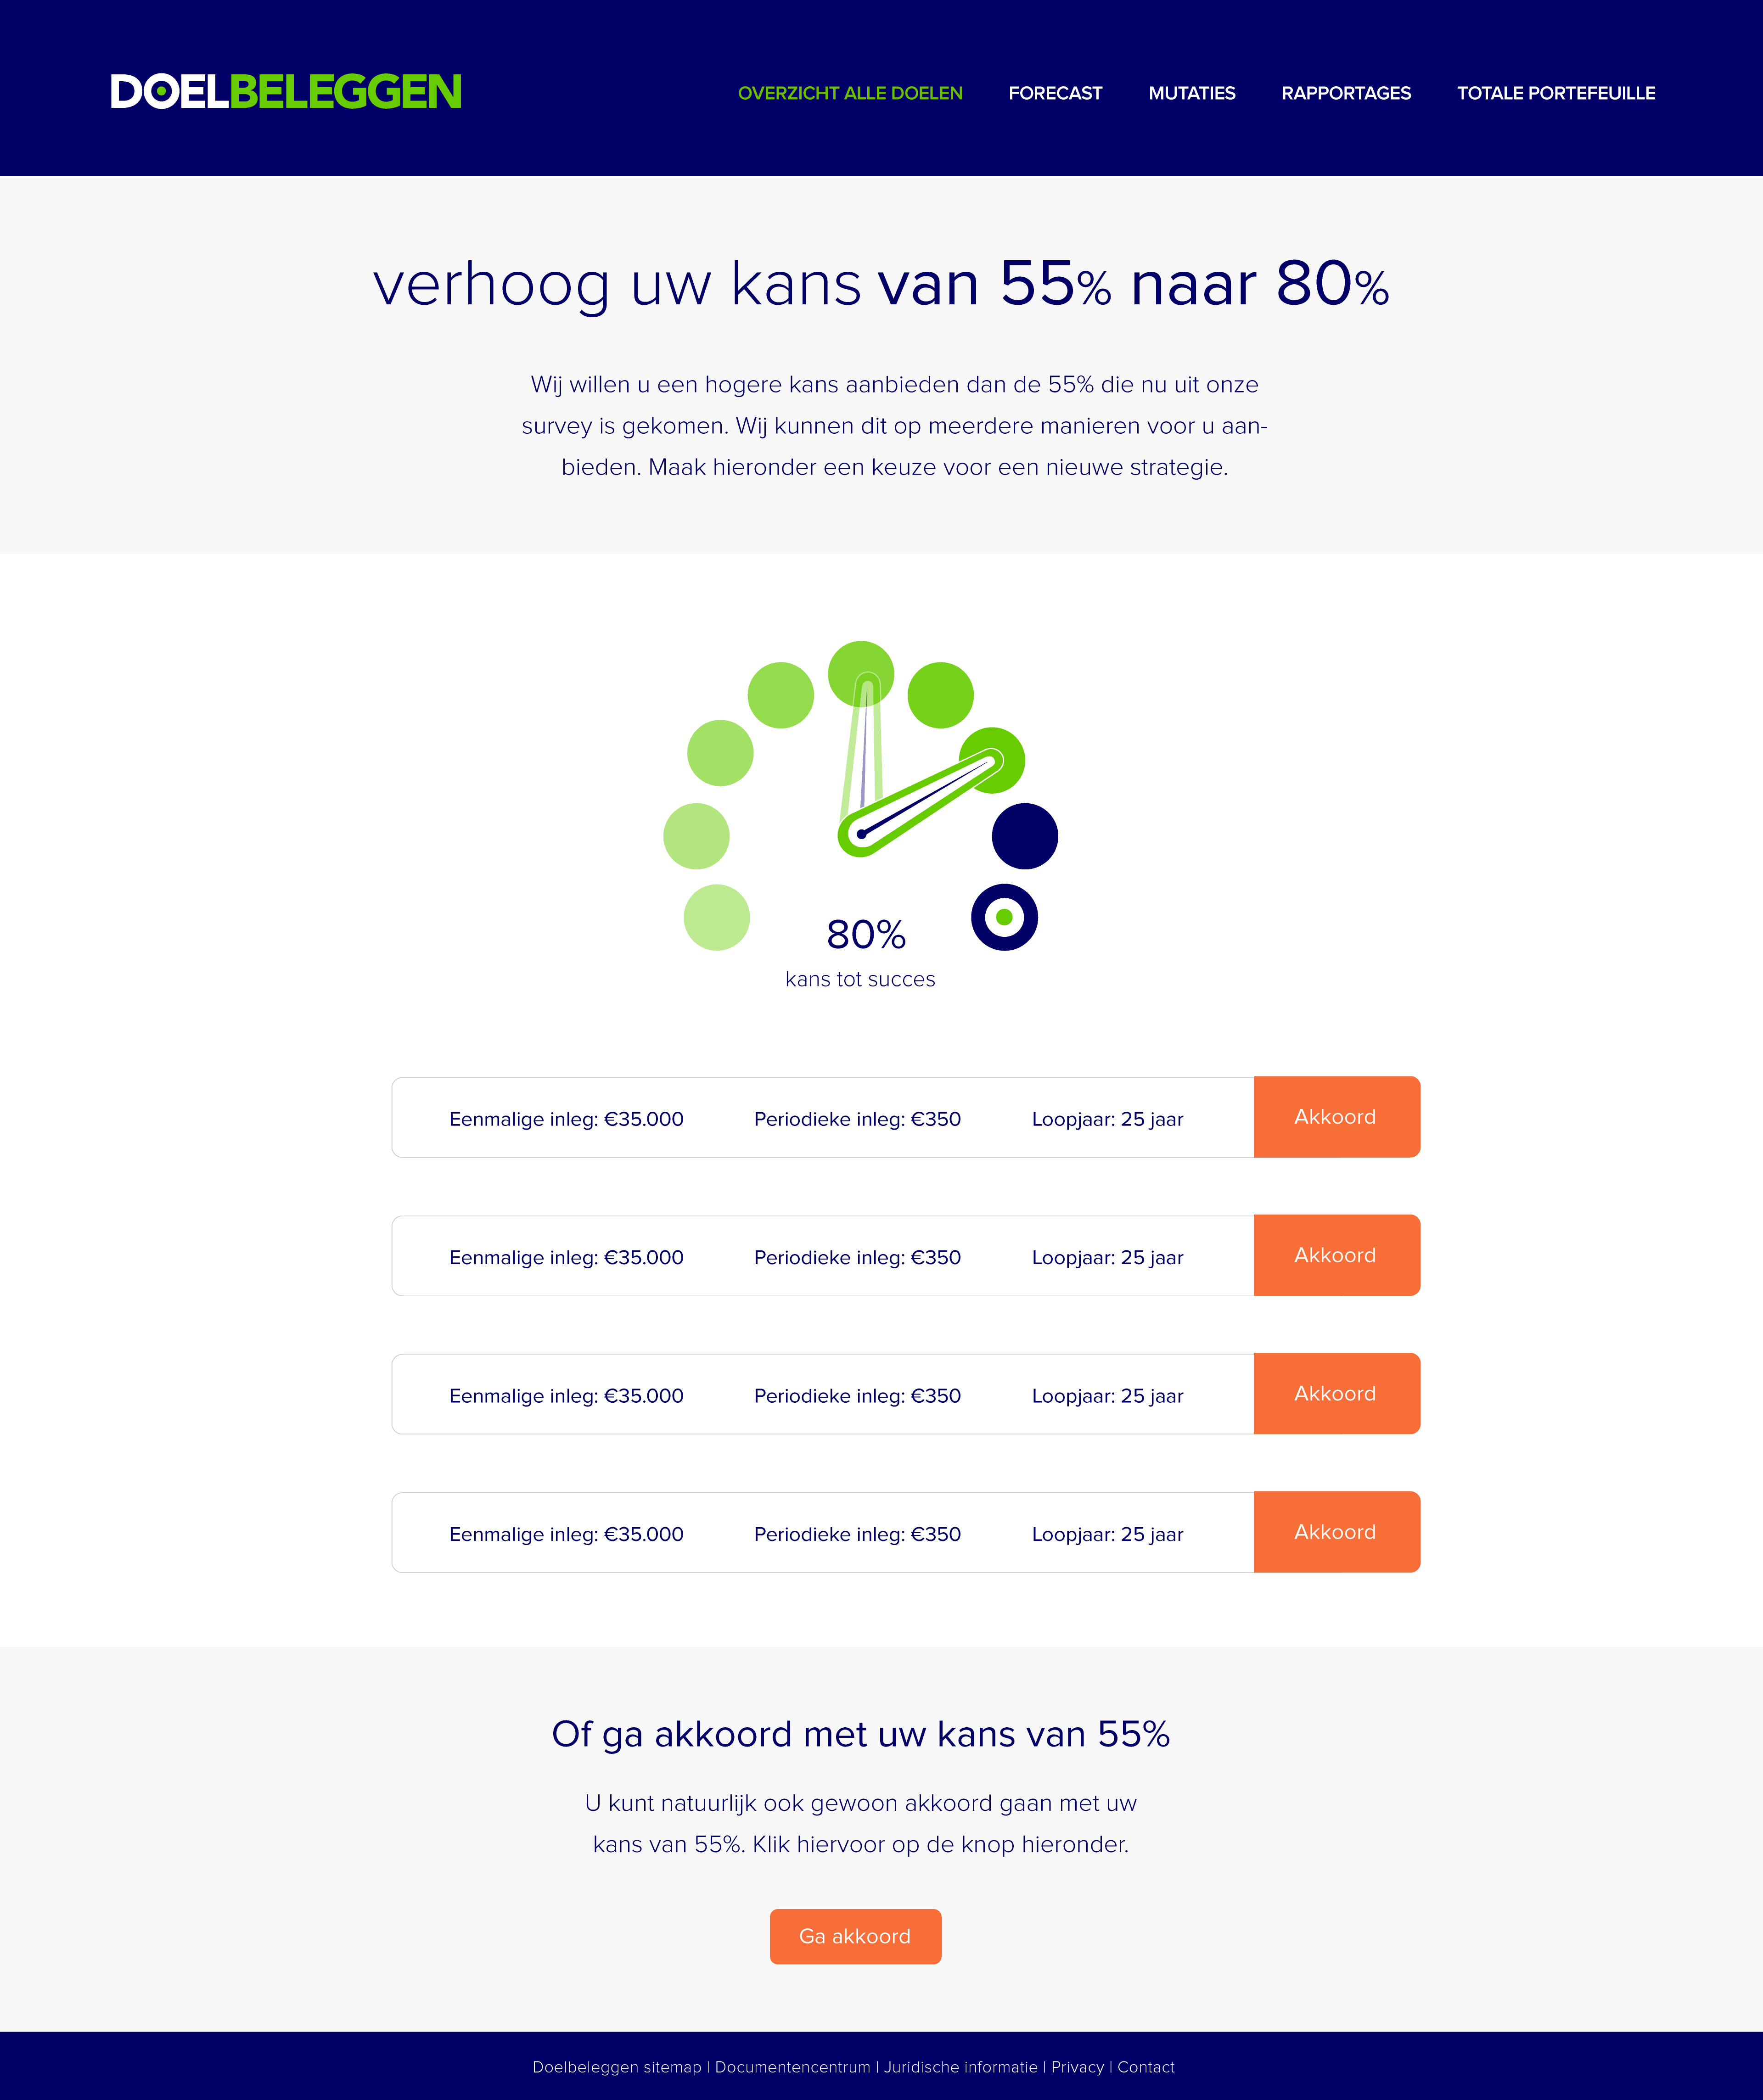 DOELBELEGGEN
OVERZICHT ALLE DOELEN FORECAST MUTATIES RAPPORTAGES TOTALE PORTEFEUILLE
verhoog uw kans van 55% naar 80%
Wij willen u een hogere kans aanbieden dan de 55% die nu uit onze
survey is gekomen. Wij kunnen dit op meerdere manieren voor u aan-
bieden. Maak hieronder een keuze voor een nieuwe strategie.
80%
kans tot succes
Eenmalige inleg: €35.000 Periodieke inleg: €350 Loopjaar: 25 jaar Akkoord
Eenmalige inleg: €35.000 Periodieke inleg: €350 Loopjaar: 25 jaar Akkoord
Eenmalige inleg: €35.000 Periodieke inleg: €350 Loopjaar: 25 jaar Akkoord
Eenmalige inleg: €35.000 Periodieke inleg: €350 Loopjaar: 25 jaar Akkoord
Of ga akkoord met uw kans van 55%
U kunt natuurlijk ook gewoon akkoord gaan met uw
kans van 55%. Klik hiervoor op de knop hieronder.
Ga akkoord
Doelbeleggen sitemap | Documentencentrum | Juridische informatie | Privacy | Contact